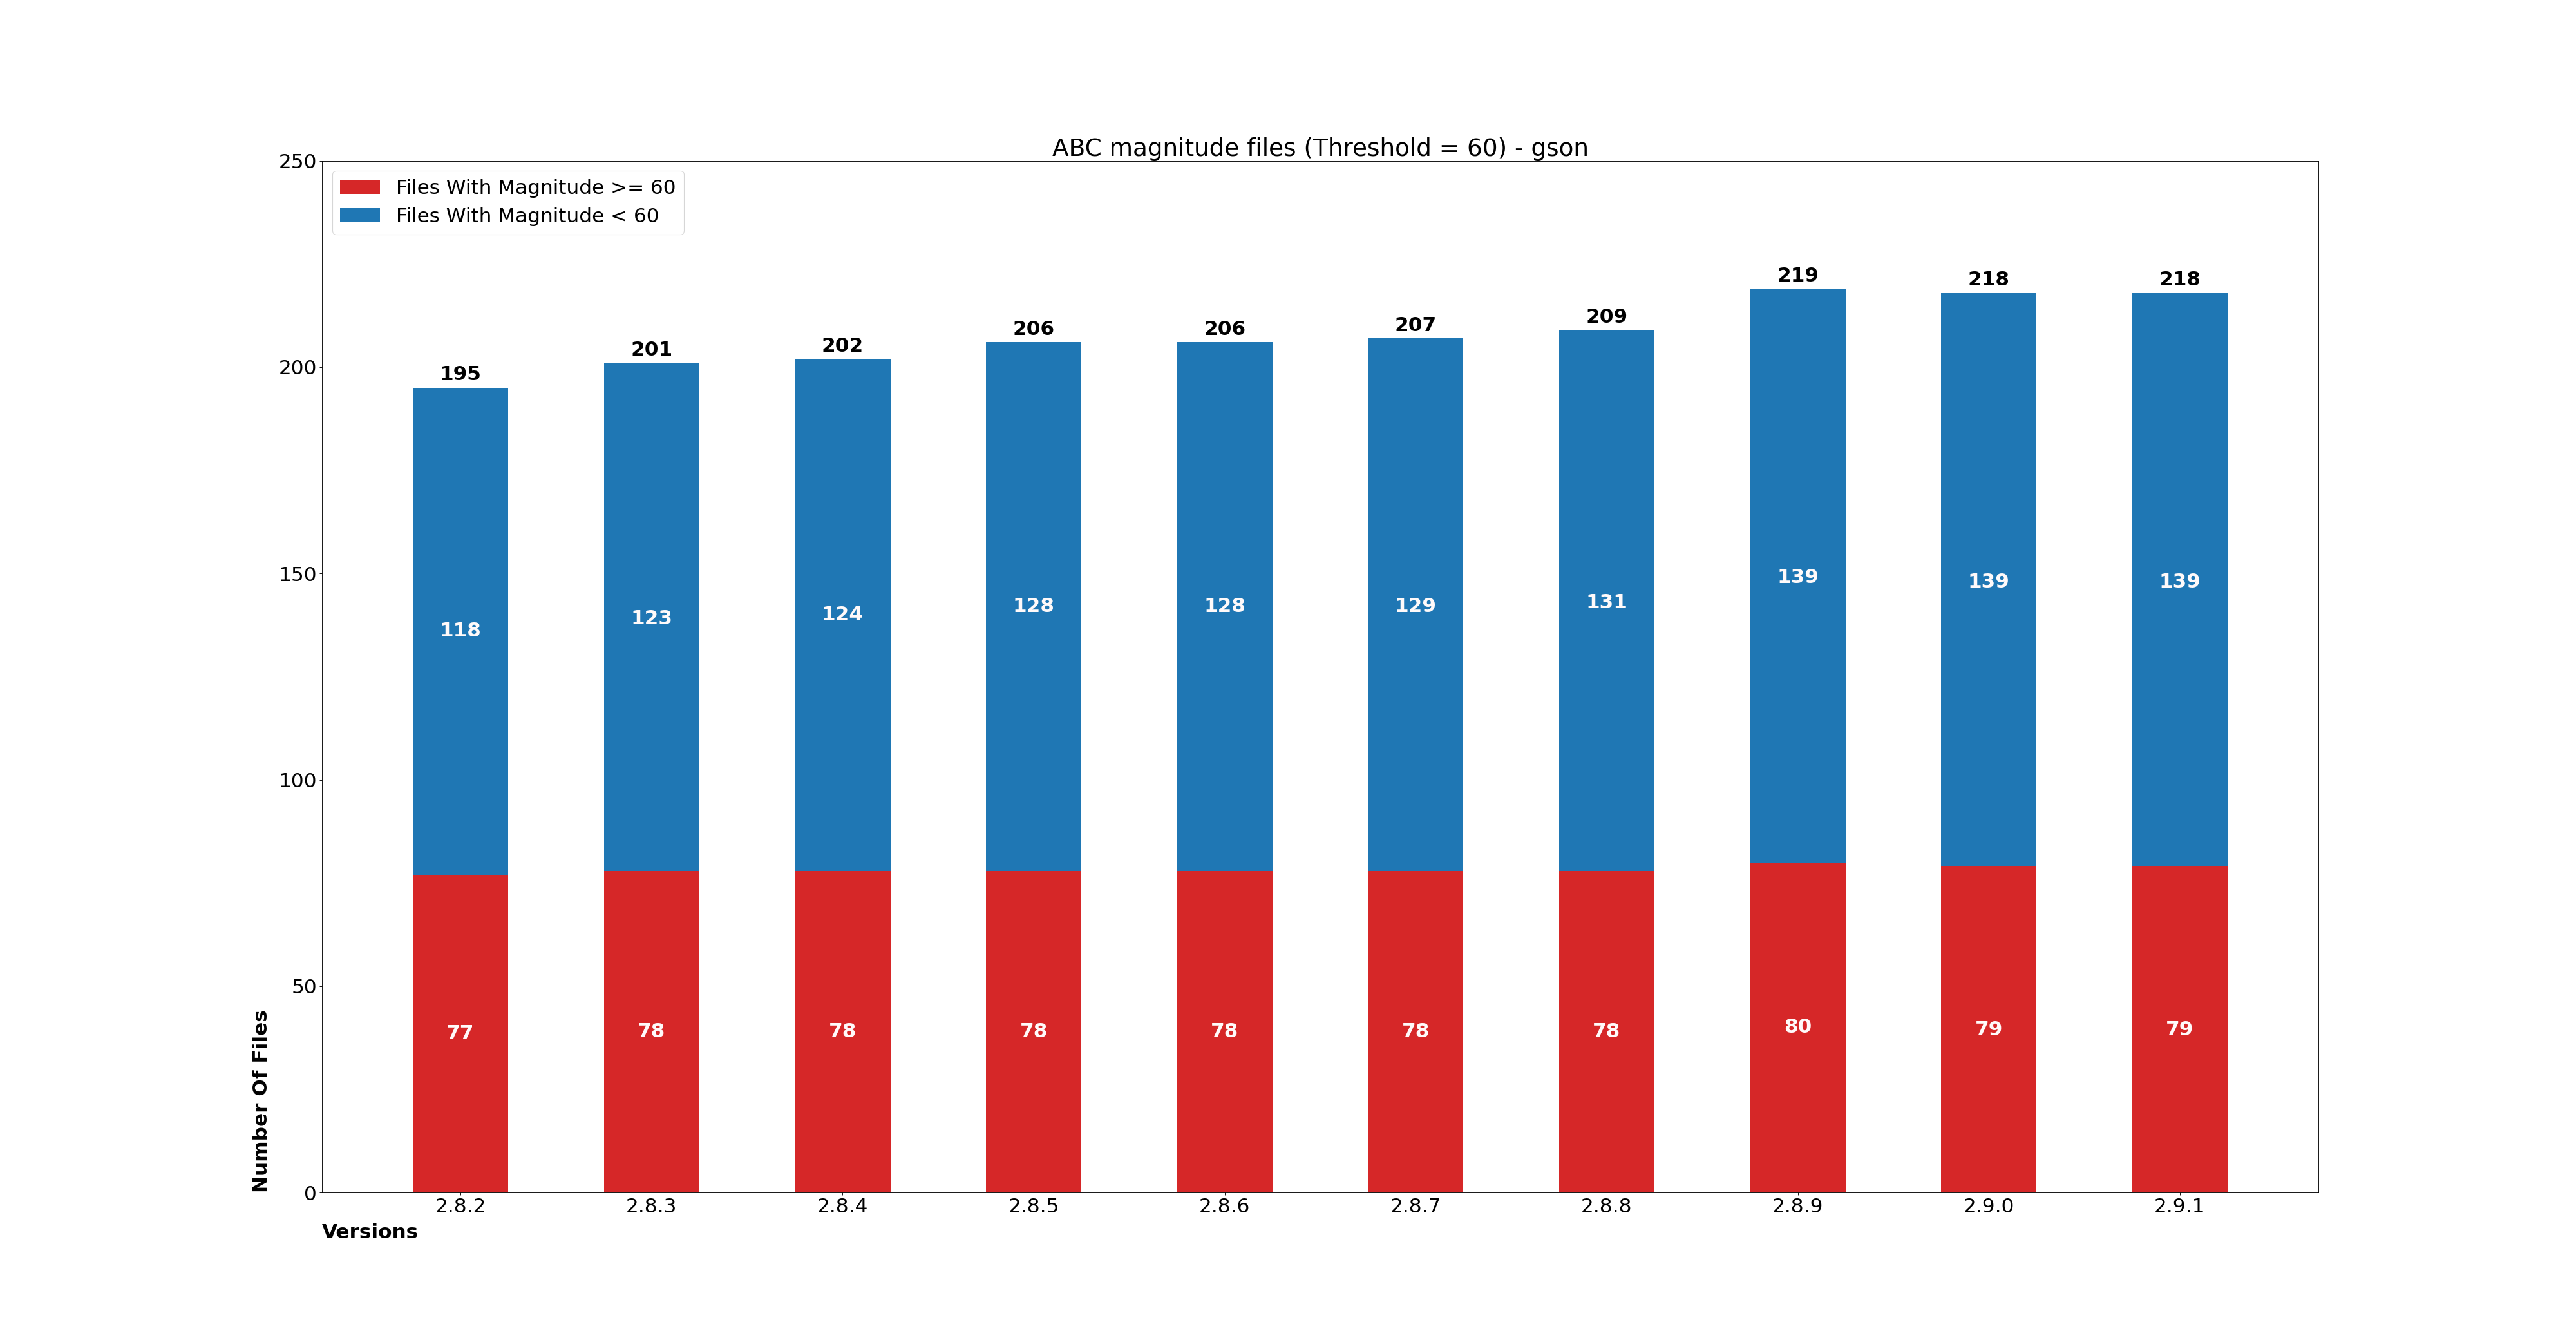 ABC magnitude files (Threshold = 60) - gson
250
Files With Magnitude >= 60
Files With Magnitude < 60
200
150
100
50
0
Number Of Files
195 201 202 206 206 207 209 219 218 218
118 123 124 128 128 129 131 139 139 139
77 78 78 78 78 78 78 80 79 79
2.8.2 2.8.3 2.8.4 2.8.5 2.8.6 2.8.7 2.8.8 2.8.9 2.9.0 2.9.1
Versions